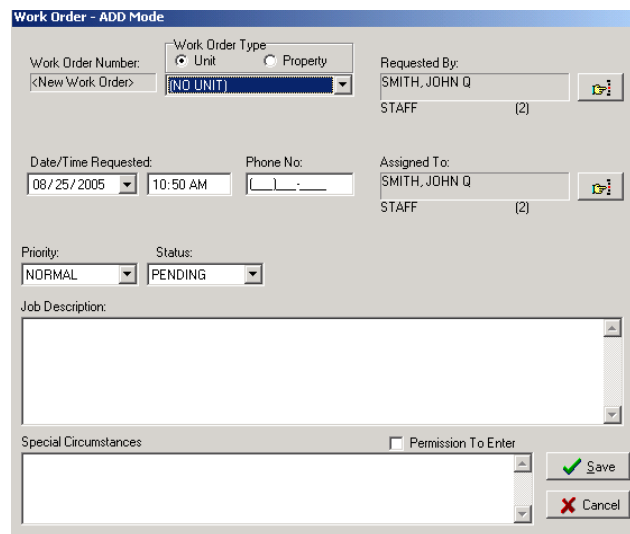 Work Order - ADD Mode
Work Order Type
Work Order Number:
Unit
Property
Requested By:
<New Work Order>
(NO UNIT)
SMITH, JOHN Q
STAFF (2)
Date/Time Requested:
Phone No:
Assigned To:
08/25/2005
10:50 AM
(___)___-____
SMITH, JOHN Q
STAFF (2)
Priority:
Status:
NORMAL
PENDING
Job Description:
Special Circumstances
Permission To Enter
Save
Cancel